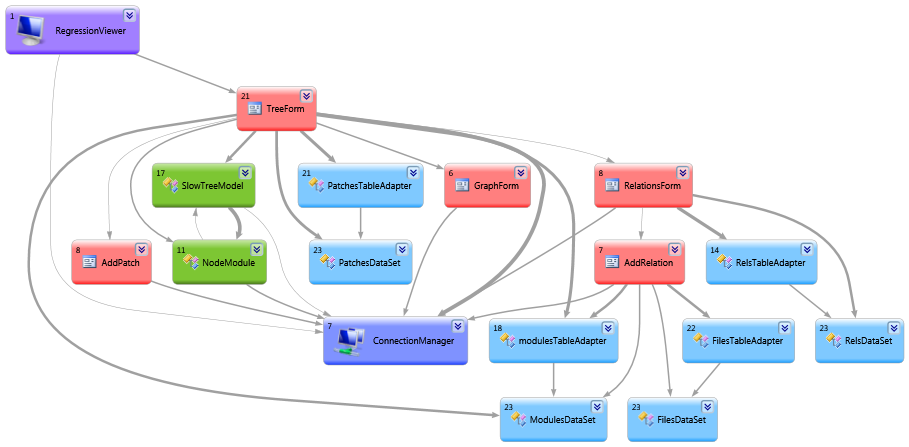 1
RegressionViewer
21
TreeForm
17
SlowTreeModel
21
PatchesTableAdapter
6
GraphForm
8
RelationsForm
8
AddPatch
11
NodeModule
23
PatchesDataSet
7
AddRelation
14
RelsTableAdapter
7
ConnectionManager
18
modulesTableAdapter
22
FilesTableAdapter
23
RelsDataSet
23
ModulesDataSet
23
FilesDataSet